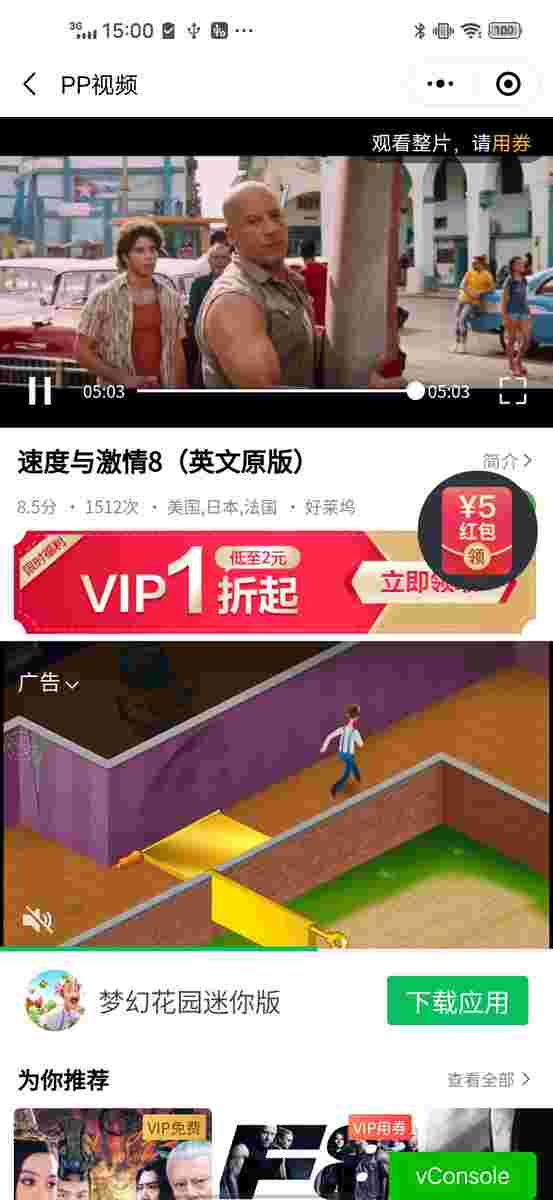 3G 15:00 100
PP视频
观看整片，请用券
05:03 05:03
速度与激情8（英文原版） 简介
8.5分 · 1512次 · 美国,日本,法国 · 好莱坞
¥5
红包
领
限时福利
VIP1折起
低至2元
立即领
广告
梦幻花园迷你版
下载应用
为你推荐 查看全部
VIP免费
VIP用券
F8
vConsole